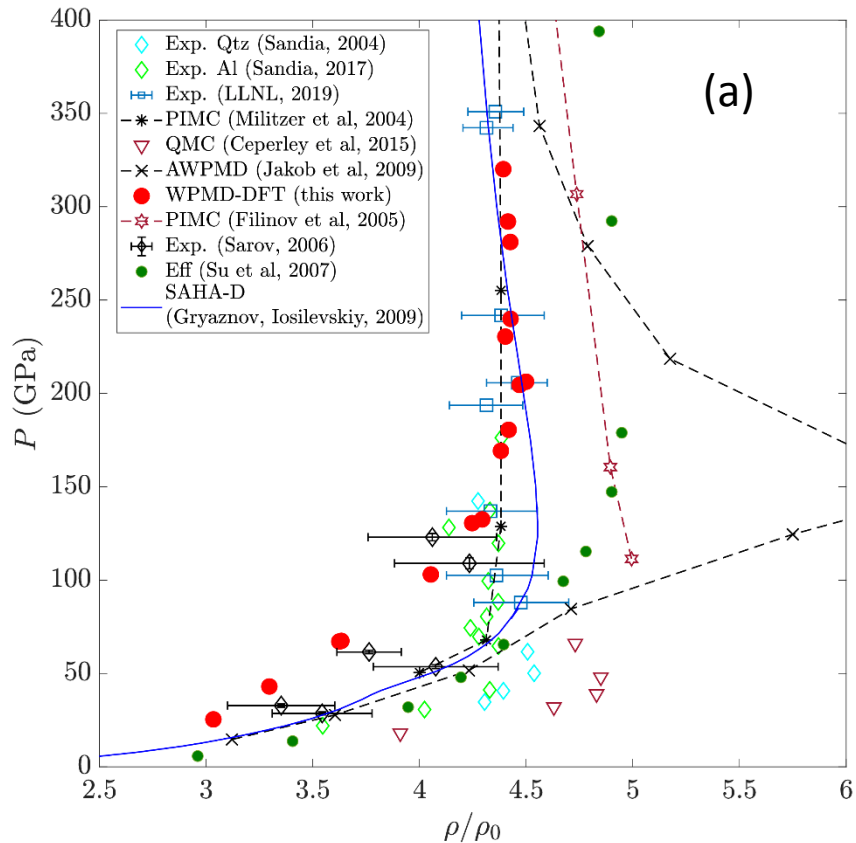 (a)
Exp. Qtz (Sandia, 2004)
Exp. Al (Sandia, 2017)
Exp. (LLNL, 2019)
PIMC (Militzer et al, 2004)
QMC (Ceperley et al, 2015)
AWPMD (Jakob et al, 2009)
WPMD-DFT (this work)
PIMC (Filinov et al, 2005)
Exp. (Sarov, 2006)
Eff (Su et al, 2007)
SAHA-D
(Gryaznov, Iosilevskiy, 2009)
P (GPa)
400
350
300
250
200
150
100
50
0
2.5 3 3.5 4 4.5 5 5.5 6
ρ/ρ₀